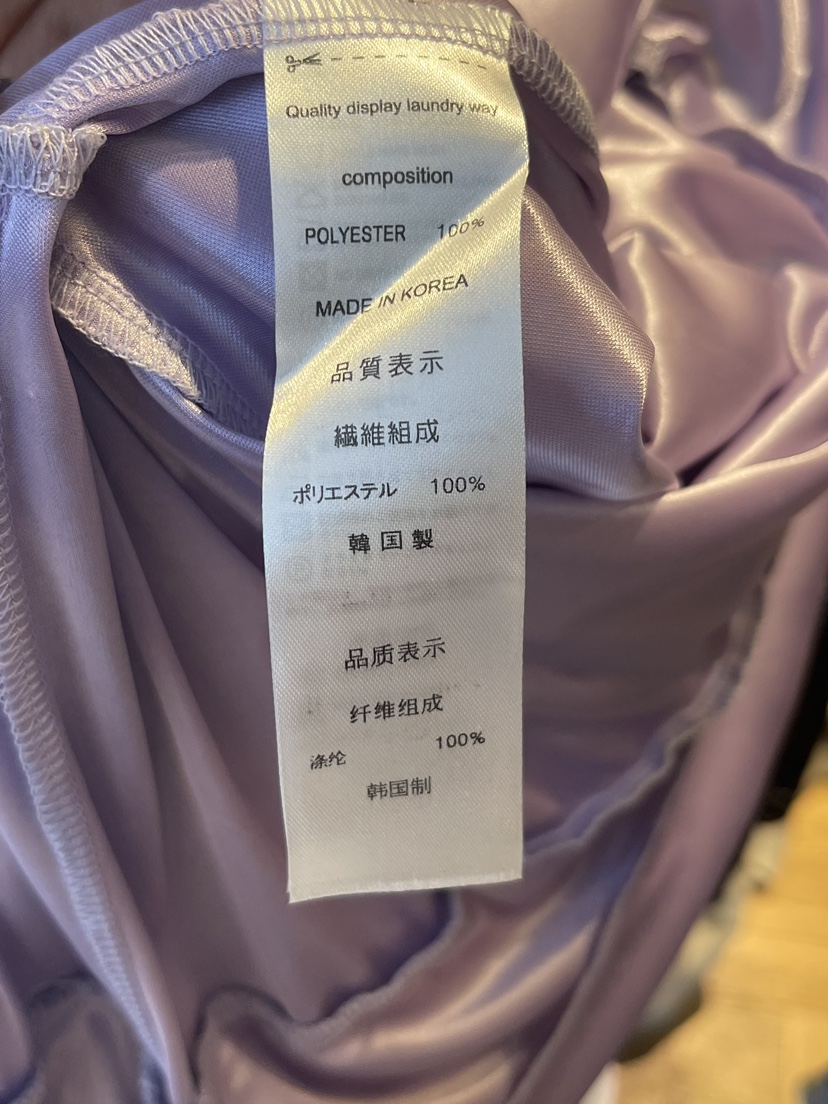 Quality display laundry way
composition
POLYESTER 100%
MADE IN KOREA
品質表示
繊維組成
ポリエステル 100%
韓国製
品质表示
纤维组成
涤纶 100%
韩国制